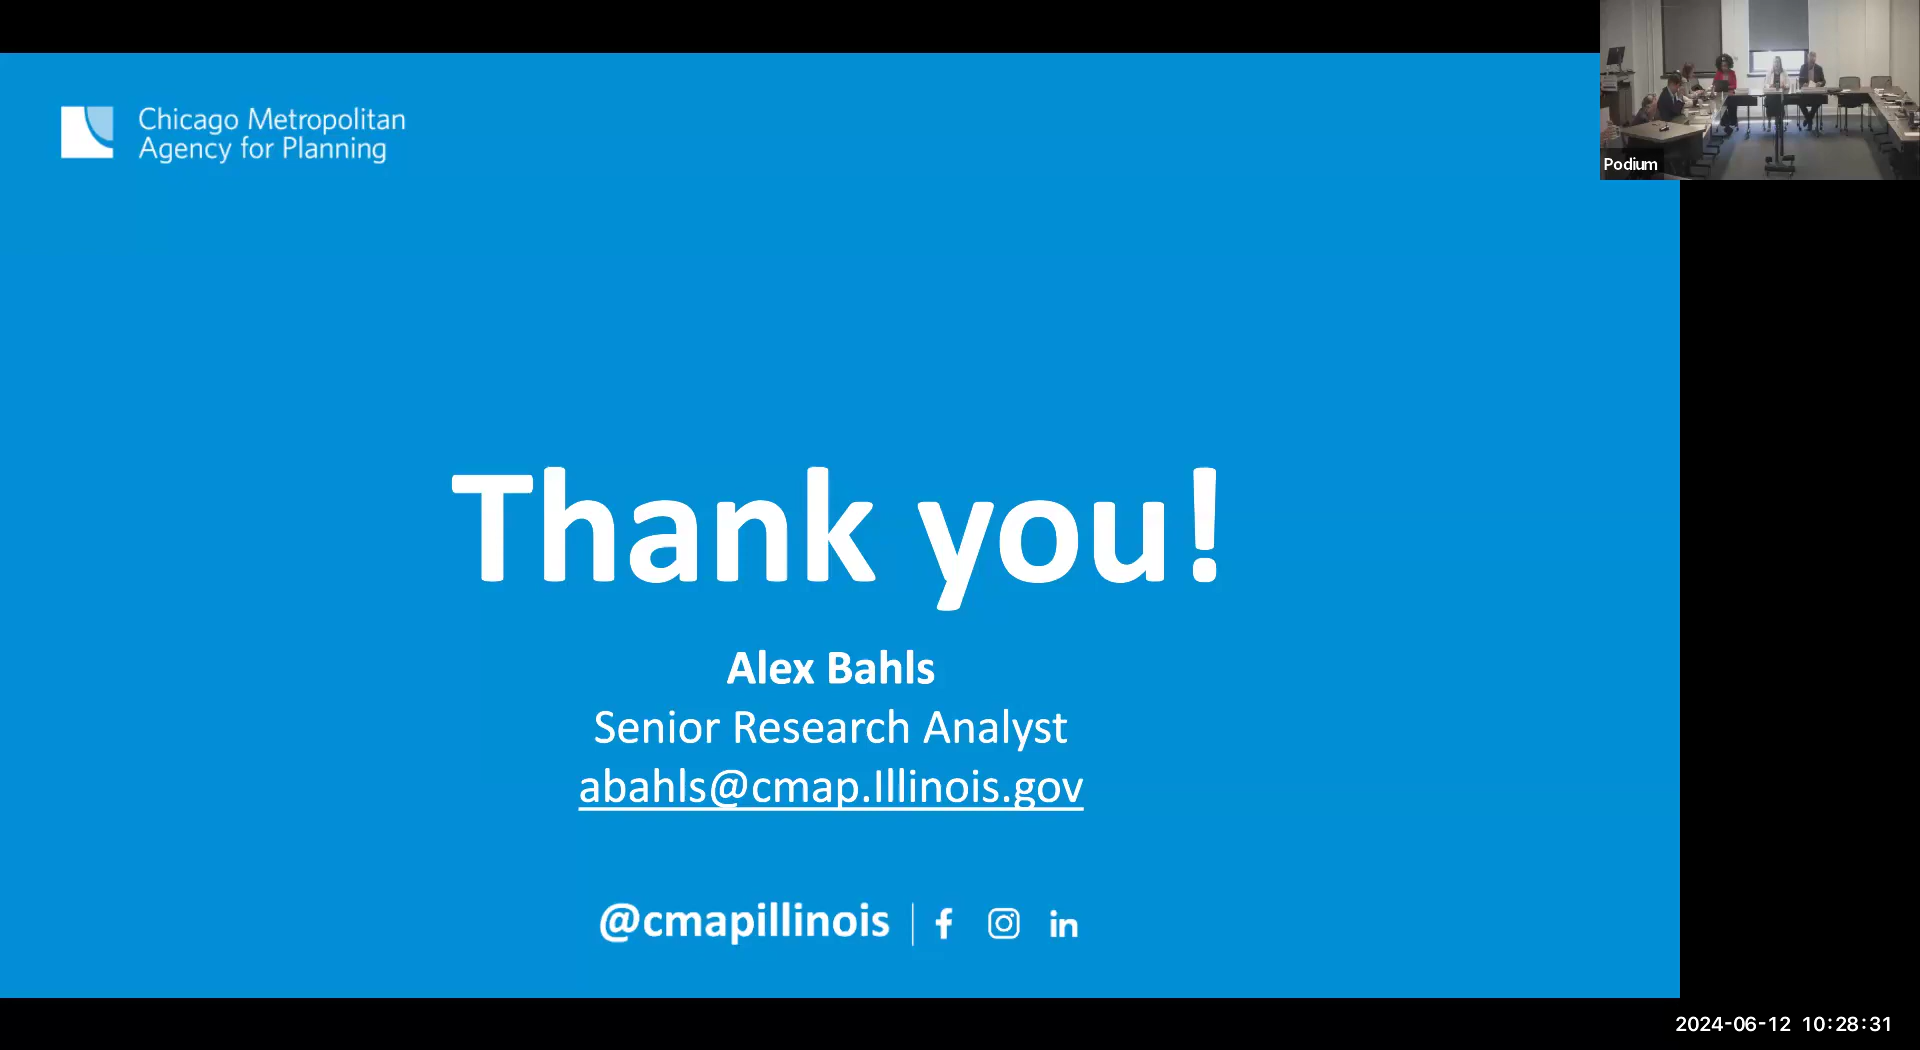 Chicago Metropolitan
Agency for Planning
Podium
Thank you!
Alex Bahls
Senior Research Analyst
abahls@cmap.Illinois.gov
@cmapillinois
2024-06-12 10:28:31